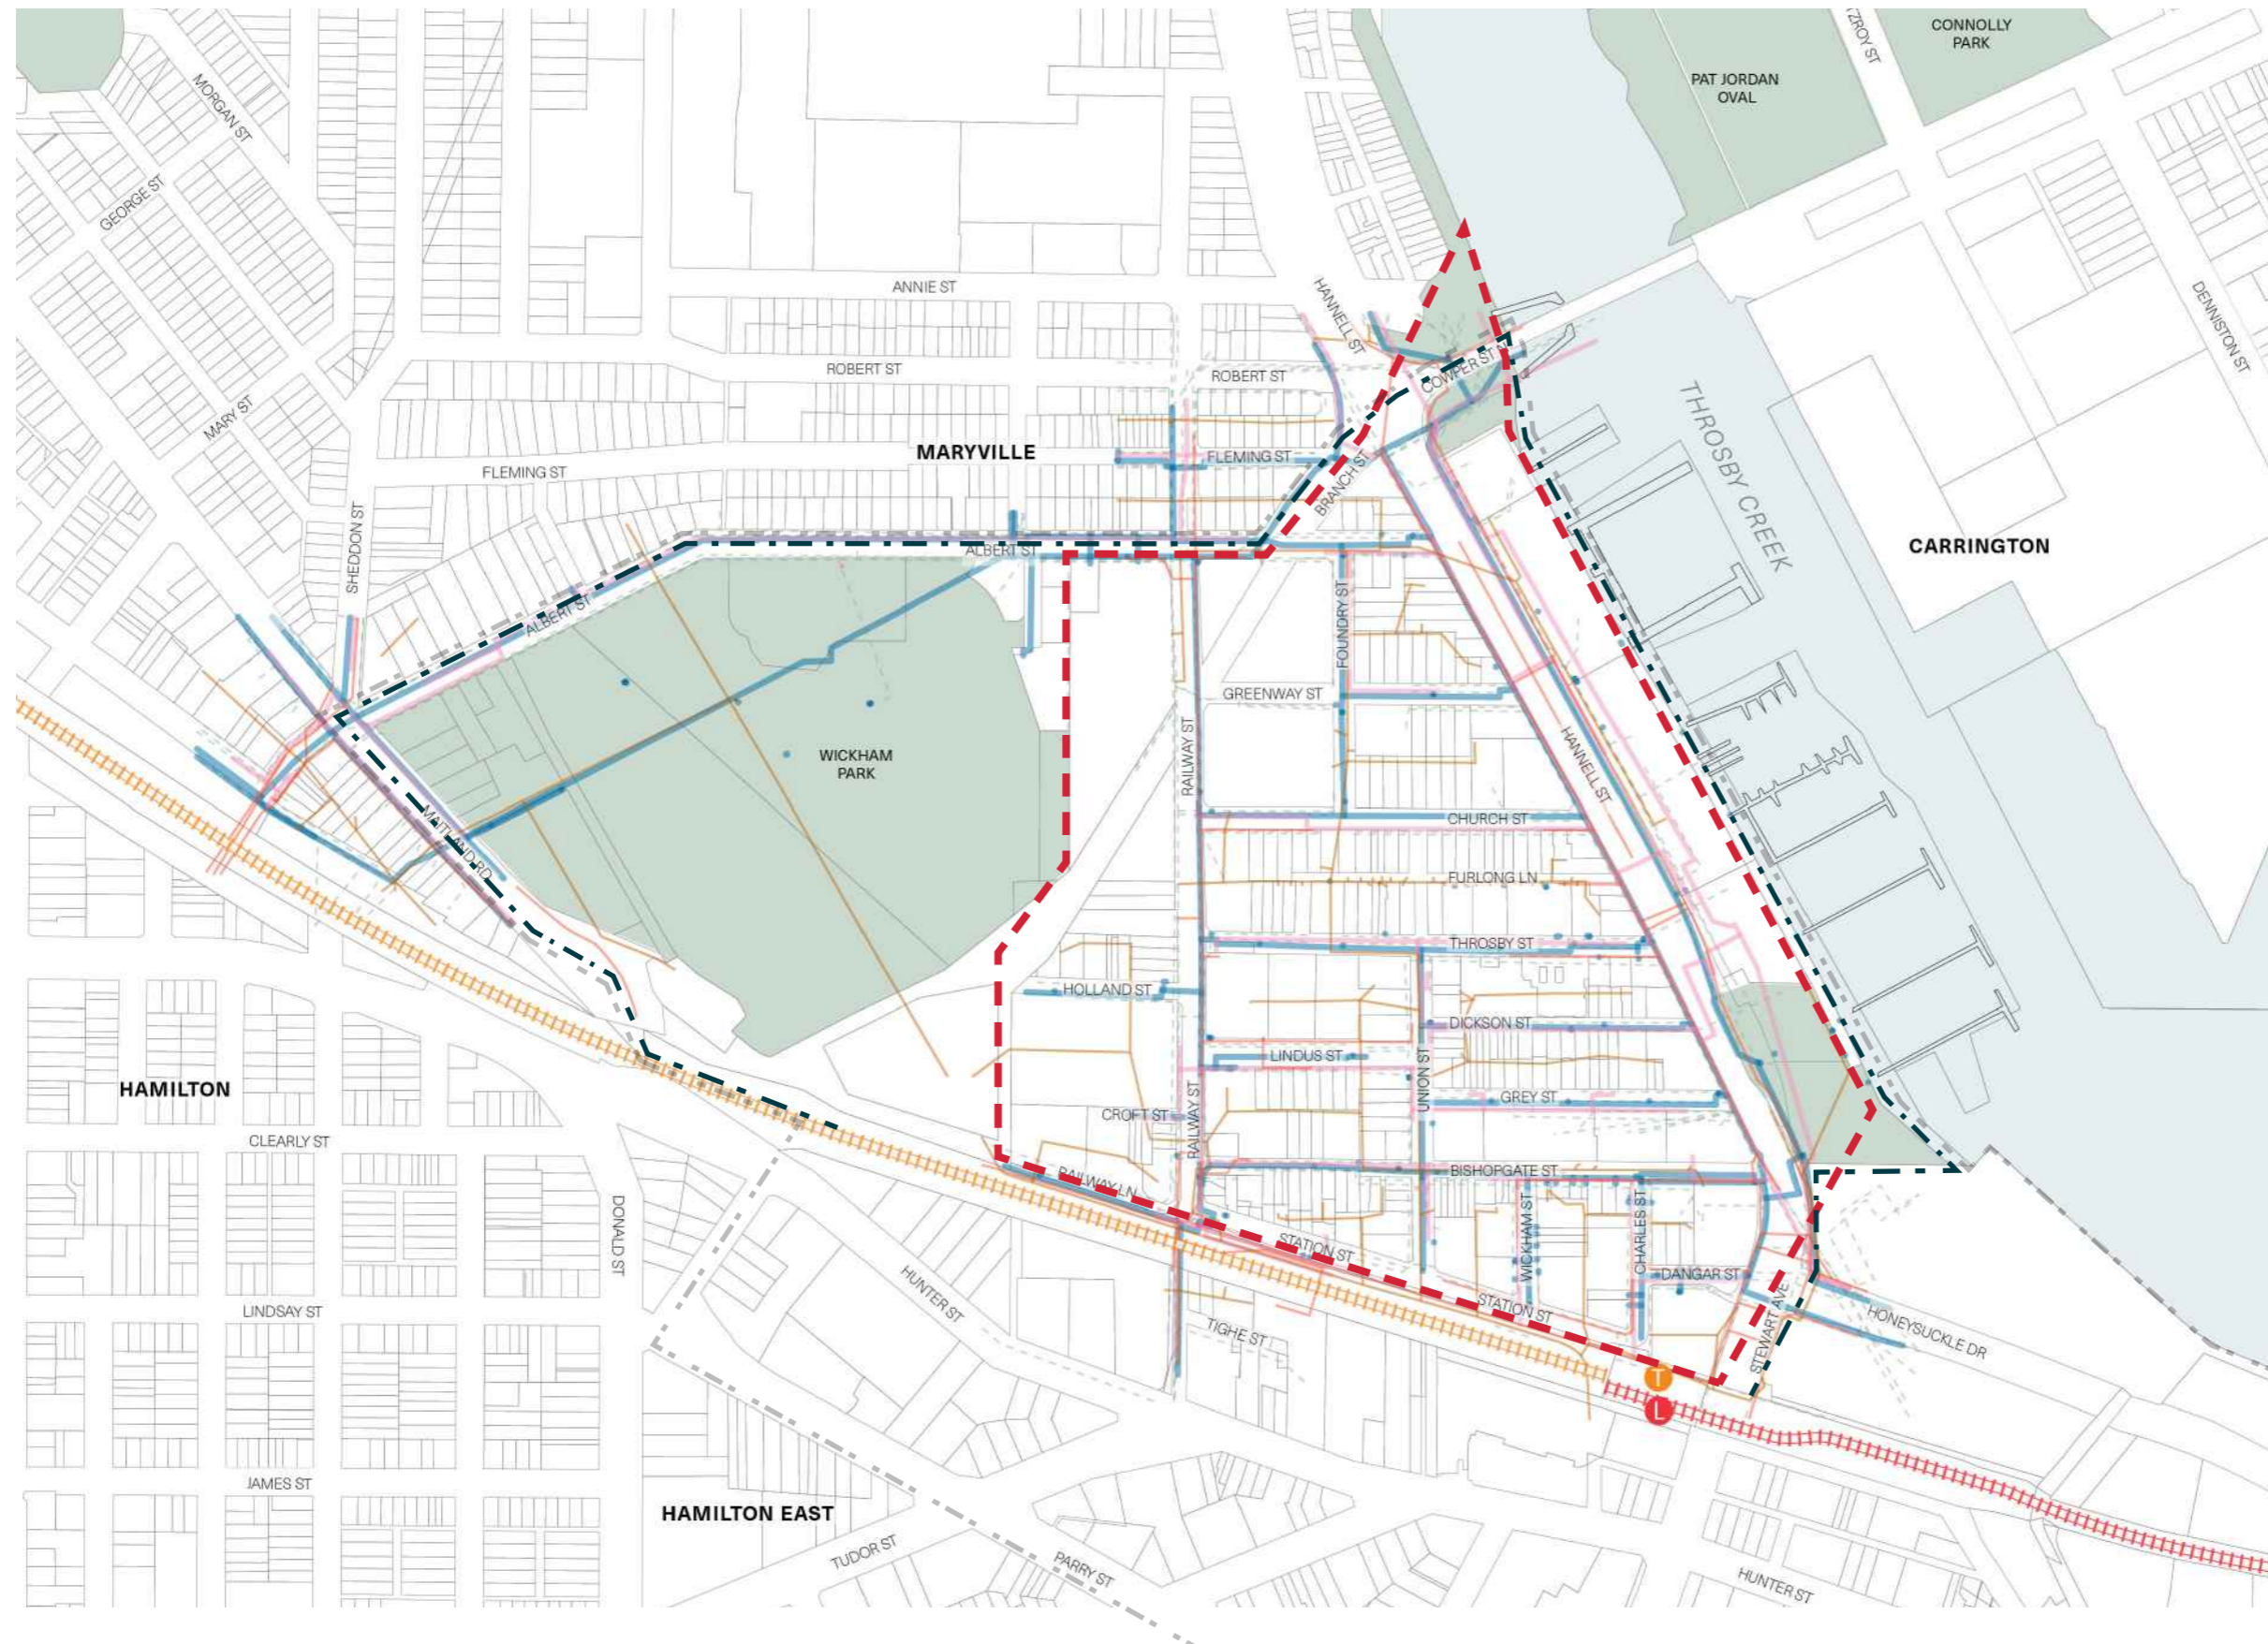 CONNOLLY
PARK
PAT JORDAN
OVAL
MORGAN ST
GEORGE ST
ANNIE ST
HANNELL ST
DENNISTON ST
ROBERT ST
ROBERT ST
COWPER ST
MARY ST
THROSBY CREEK
MARYVILLE
FLEMING ST
FLEMING ST
BRANCH ST
SHEDDON ST
ALBERT ST
CARRINGTON
ALBERT ST
FOUNDRY ST
GREENWAY ST
RAILWAY ST
HANNELL ST
WICKHAM
PARK
CHURCH ST
MAITLAND RD
FURLONG LN
THROSBY ST
HOLLAND ST
DICKSON ST
LINDUS ST
UNION ST
HAMILTON
GREY ST
CROFT ST
RAILWAY ST
CLEARLY ST
BISHOPGATE ST
RAILWAY LN
WICKHAM ST
CHARLES ST
DONALD ST
STATION ST
DANGAR ST
HUNTER ST
LINDSAY ST
STATION ST
STEWART AVE
HONEYSUCKLE DR
TIGHE ST
T
L
JAMES ST
HAMILTON EAST
TUDOR ST
PARRY ST
HUNTER ST